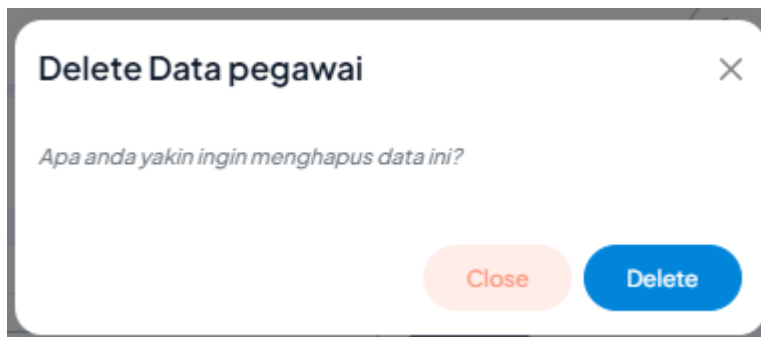 Delete Data pegawai
Apa anda yakin ingin menghapus data ini?
Close
Delete